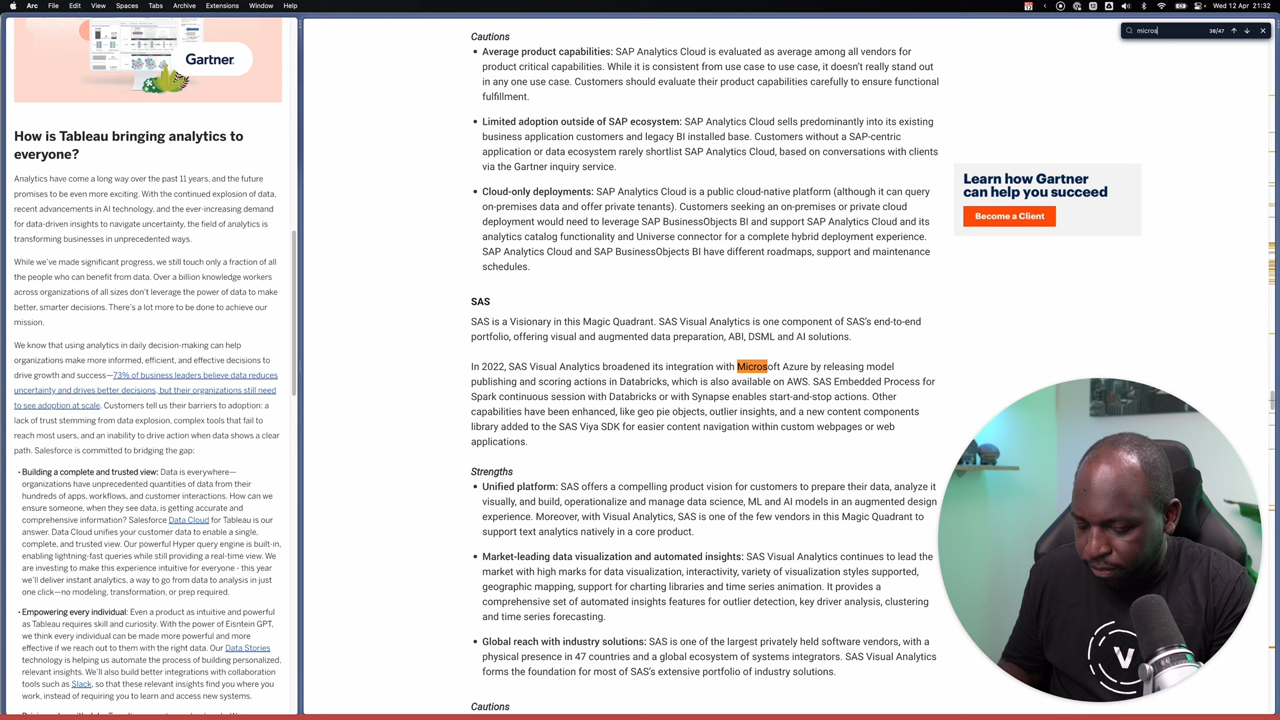 Arc File Edit View Spaces Tabs Archive Extensions Window Help
Wed 12 Apr 21:32
Gartner
How is Tableau bringing analytics to
everyone?
Analytics have come a long way over the past 11 years, and the future
promises to be even more exciting. With the continued explosion of data,
recent advancements in AI technology, and the ever-increasing demand
for data-driven insights to navigate uncertainty, the field of analytics is
transforming businesses in unprecedented ways.
While we've made significant progress, we still touch only a fraction of all
the people who can benefit from data. Over a billion knowledge workers
across organizations of all sizes don't leverage the power of data to make
better, smarter decisions. There's a lot more to be done to achieve our
mission.
We know that using analytics in daily decision-making can help
organizations make more informed, efficient, and effective decisions to
drive growth and success—73% of business leaders believe data reduces
uncertainty and drives better decisions, but their organizations still need
to see adoption at scale. Customers tell us their barriers to adoption: a
lack of trust stemming from data explosion, complex tools that fail to
reach most users, and an inability to drive action when data shows a clear
path. Salesforce is committed to bridging the gap:
• Building a complete and trusted view: Data is everywhere—
organizations have unprecedented quantities of data from their
hundreds of apps, workflows, and customer interactions. How can we
ensure someone, when they see data, is getting accurate and
comprehensive information? Salesforce Data Cloud for Tableau is our
answer. Data Cloud unifies your customer data to enable a single,
complete, and trusted view. Our powerful Hyper query engine is built-in,
enabling lightning-fast queries while still providing a real-time view. We
are investing to make this experience intuitive for everyone - this year
we'll deliver instant analytics, a way to go from data to analysis in just
one click—no modeling, transformation, or prep required.
• Empowering every individual: Even a product as intuitive and powerful
as Tableau requires skill and curiosity. With the power of Eisntein GPT,
we think every individual can be made more powerful and more
effective if we reach out to them with the right data. Our Data Stories
technology is helping us automate the process of building personalized,
relevant insights. We'll also build better integrations with collaboration
tools such as Slack, so that these relevant insights find you where you
work, instead of requiring you to learn and access new systems.
Cautions
• Average product capabilities: SAP Analytics Cloud is evaluated as average among all vendors for
product critical capabilities. While it is consistent from use case to use case, it doesn't really stand out
in any one use case. Customers should evaluate their product capabilities carefully to ensure functional
fulfillment.
• Limited adoption outside of SAP ecosystem: SAP Analytics Cloud sells predominantly into its existing
business application customers and legacy BI installed base. Customers without a SAP-centric
application or data ecosystem rarely shortlist SAP Analytics Cloud, based on conversations with clients
via the Gartner inquiry service.
• Cloud-only deployments: SAP Analytics Cloud is a public cloud-native platform (although it can query
on-premises data and offer private tenants). Customers seeking an on-premises or private cloud
deployment would need to leverage SAP BusinessObjects BI and support SAP Analytics Cloud and its
analytics catalog functionality and Universe connector for a complete hybrid deployment experience.
SAP Analytics Cloud and SAP BusinessObjects BI have different roadmaps, support and maintenance
schedules.
SAS
SAS is a Visionary in this Magic Quadrant. SAS Visual Analytics is one component of SAS's end-to-end
portfolio, offering visual and augmented data preparation, ABI, DSML and AI solutions.
In 2022, SAS Visual Analytics broadened its integration with Microsoft Azure by releasing model
publishing and scoring actions in Databricks, which is also available on AWS. SAS Embedded Process for
Spark continuous session with Databricks or with Synapse enables start-and-stop actions. Other
capabilities have been enhanced, like geo pie objects, outlier insights, and a new content components
library added to the SAS Viya SDK for easier content navigation within custom webpages or web
applications.
Strengths
• Unified platform: SAS offers a compelling product vision for customers to prepare their data, analyze it
visually, and build, operationalize and manage data science, ML and AI models in an augmented design
experience. Moreover, with Visual Analytics, SAS is one of the few vendors in this Magic Quadrant to
support text analytics natively in a core product.
• Market-leading data visualization and automated insights: SAS Visual Analytics continues to lead the
market with high marks for data visualization, interactivity, variety of visualization styles supported,
geographic mapping, support for charting libraries and time series animation. It provides a
comprehensive set of automated insights features for outlier detection, key driver analysis, clustering
and time series forecasting.
• Global reach with industry solutions: SAS is one of the largest privately held software vendors, with a
physical presence in 47 countries and a global ecosystem of systems integrators. SAS Visual Analytics
forms the foundation for most of SAS's extensive portfolio of industry solutions.
Cautions
micros 38/47
Learn how Gartner
can help you succeed
Become a Client
V